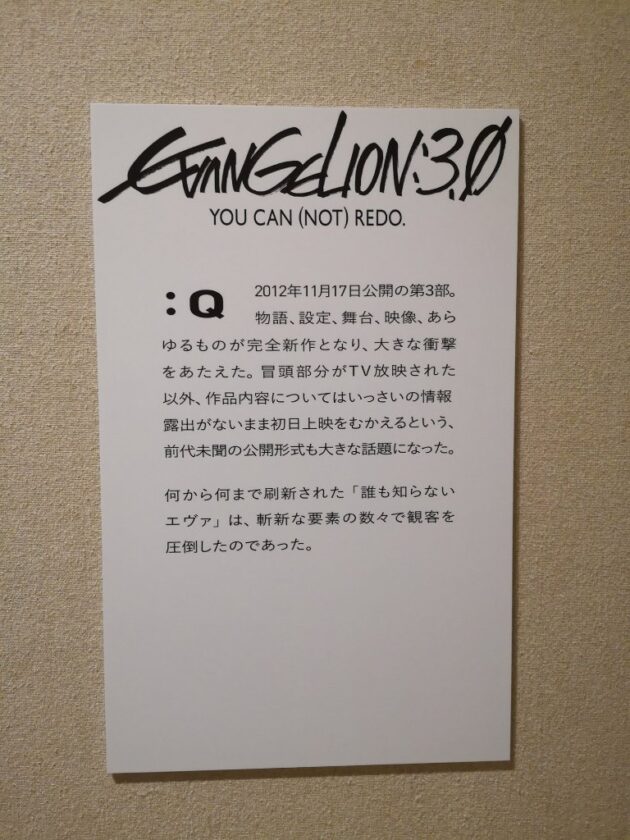 EVANGELION:3.0
YOU CAN (NOT) REDO.
:Q
2012年11月17日公開の第3部。
物語、設定、舞台、映像、あら
ゆるものが完全新作となり、大きな衝撃
をあたえた。冒頭部分がTV放映された
以外、作品内容についてはいっさいの情報
露出がないまま初日上映をむかえるという、
前代未聞の公開形式も大きな話題になった。
何から何まで刷新された「誰も知らない
エヴァ」は、斬新な要素の数々で観客を
圧倒したのであった。